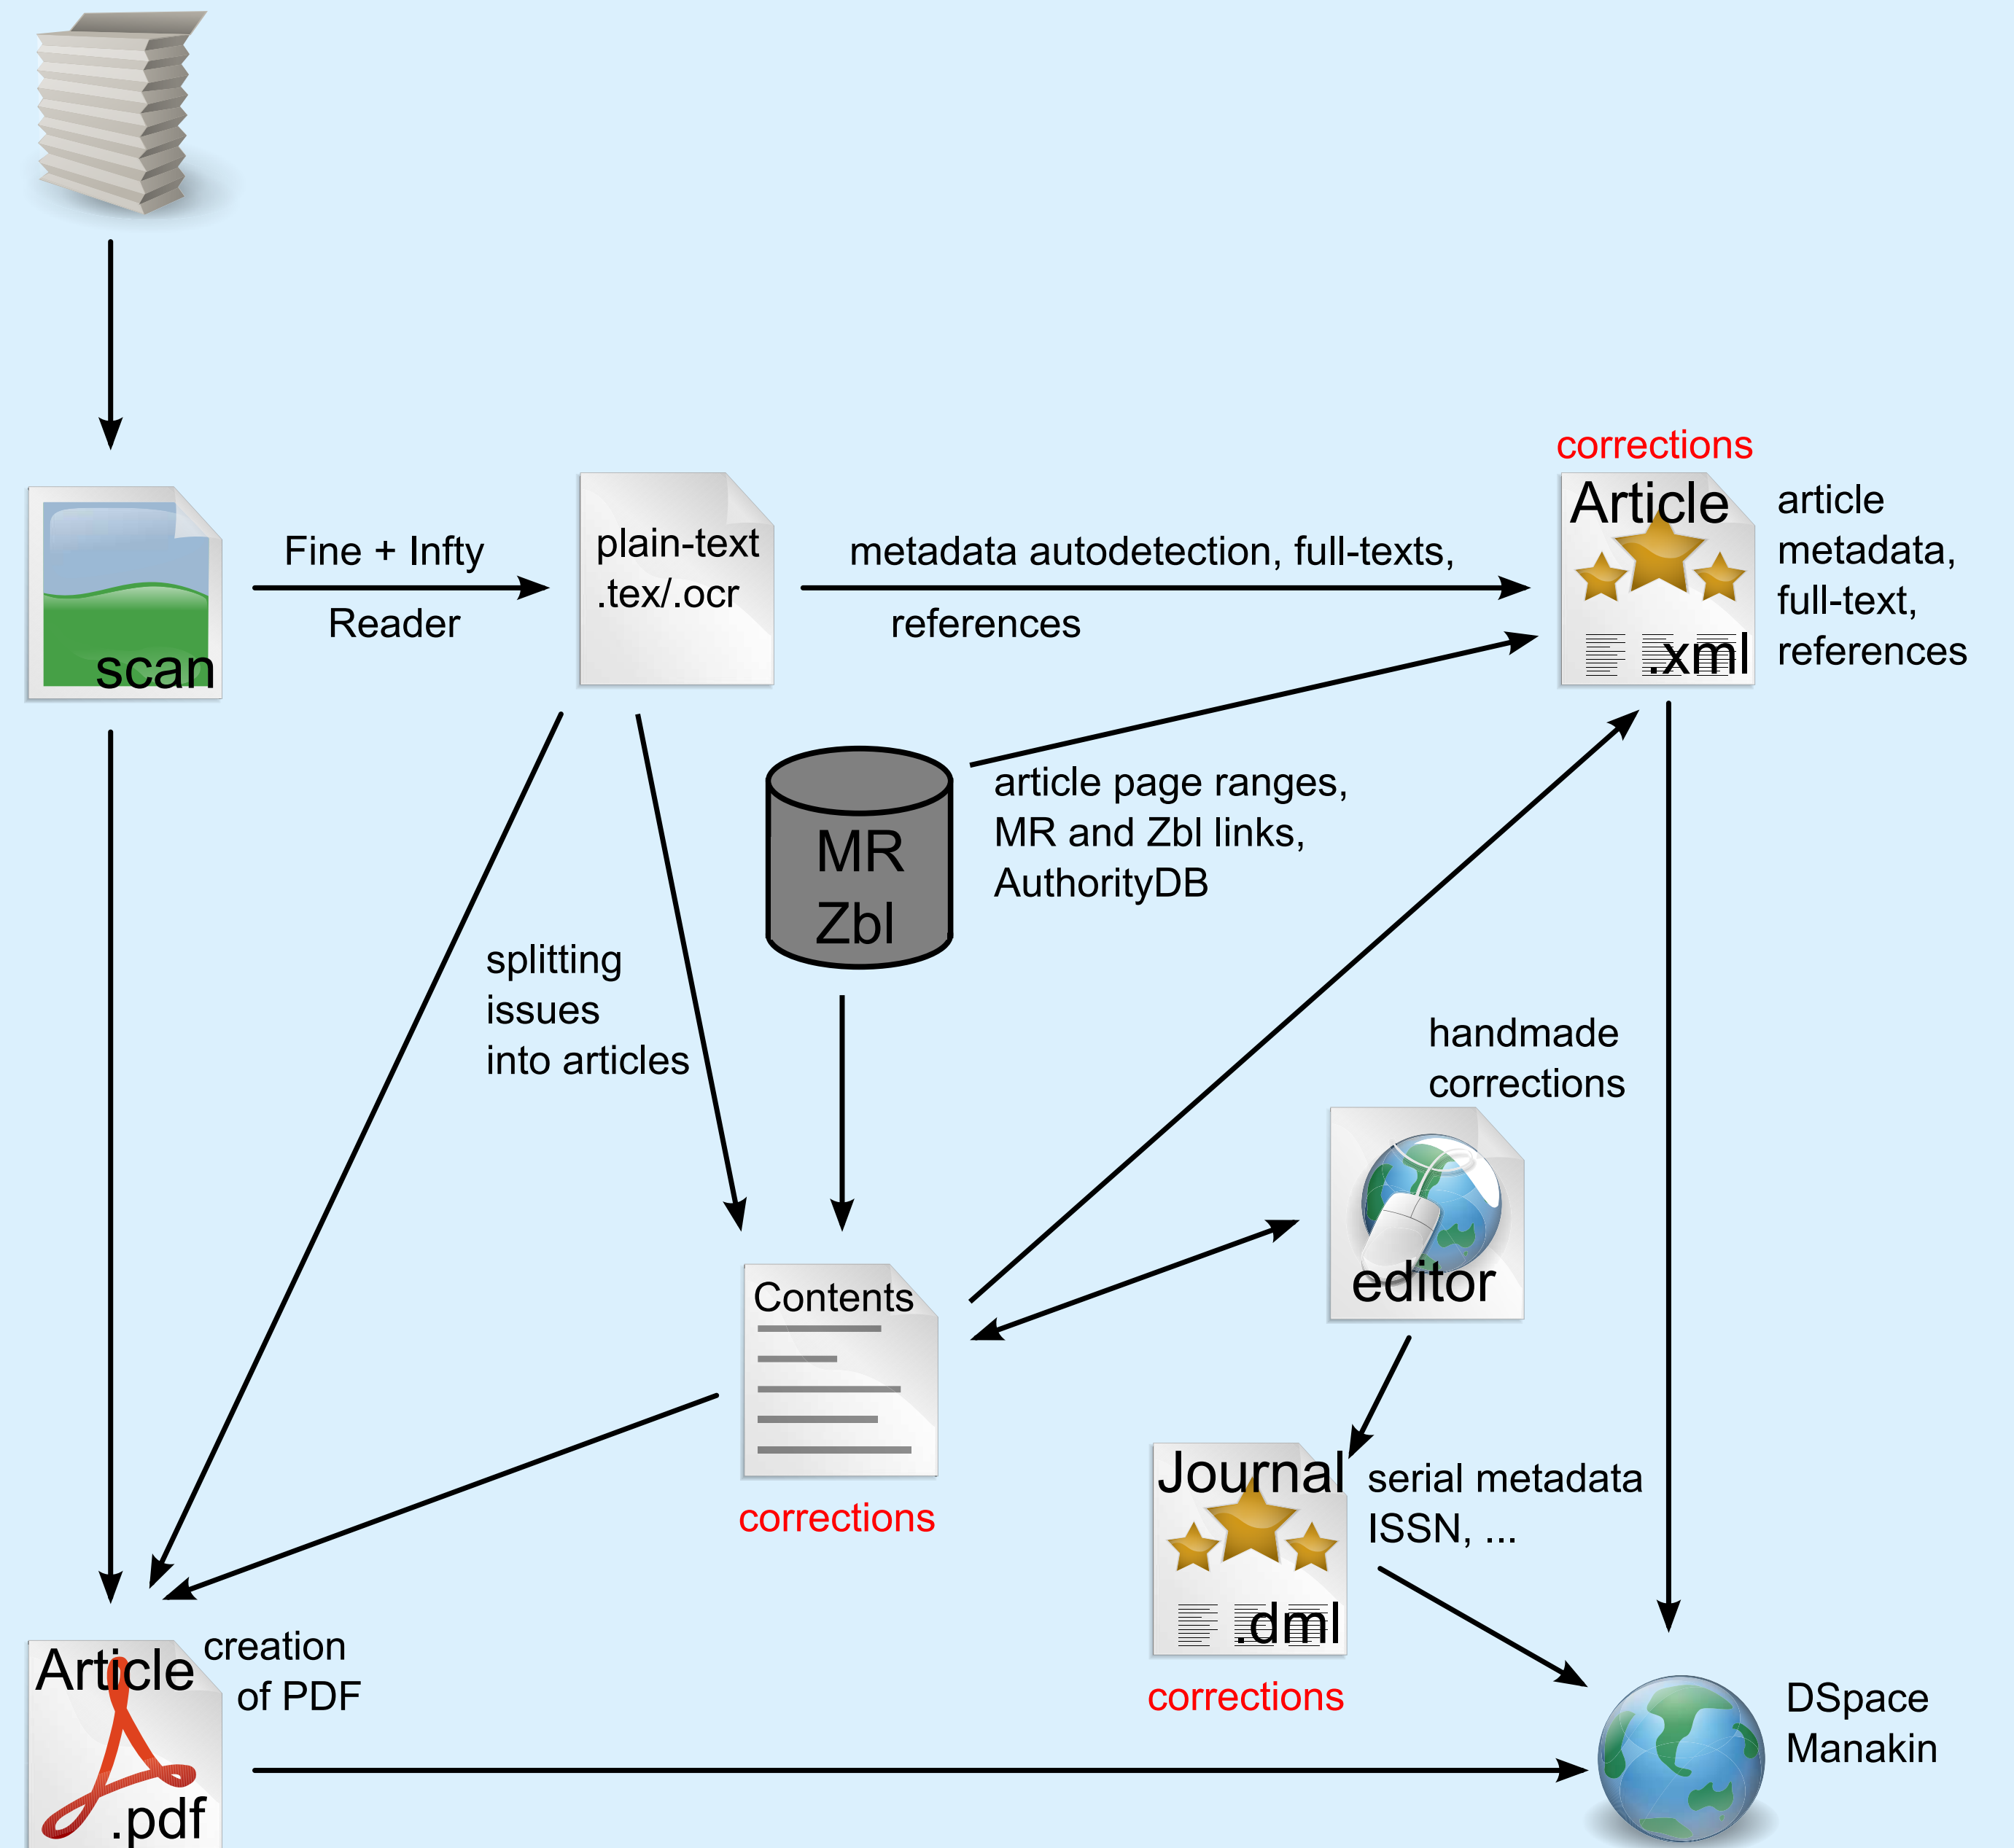 corrections
Article
.xml
article
metadata,
full-text,
references
scan
Fine + Infty
Reader
plain-text
.tex/.ocr
metadata autodetection, full-texts,
references
MR
Zbl
article page ranges,
MR and Zbl links,
AuthorityDB
splitting
issues
into articles
handmade
corrections
editor
Contents
corrections
Journal
.dml
serial metadata
ISSN, ...
corrections
Article
.pdf
creation
of PDF
DSpace
Manakin